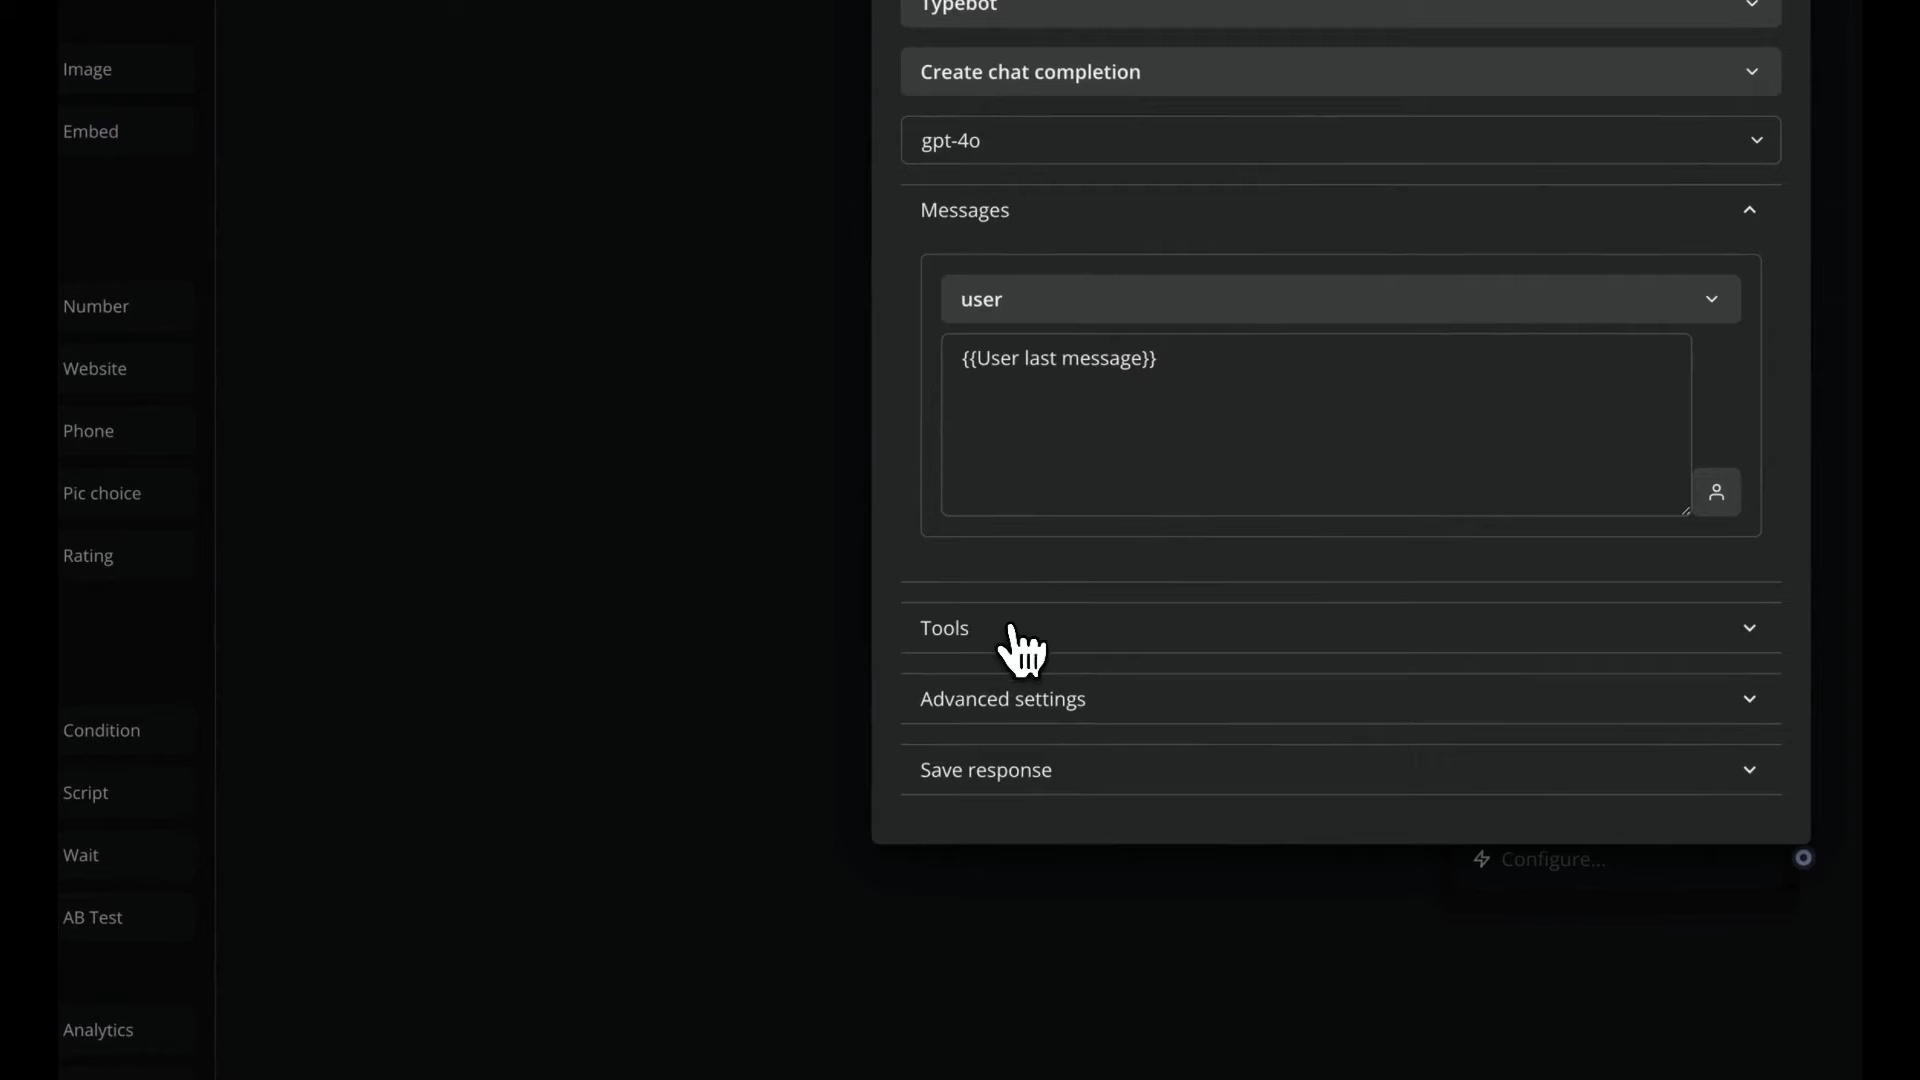 Typebot
Create chat completion
gpt-4o
Messages
user
{{User last message}}
Tools
Advanced settings
Save response
Configure...
Image
Embed
Number
Website
Phone
Pic choice
Rating
Condition
Script
Wait
AB Test
Analytics